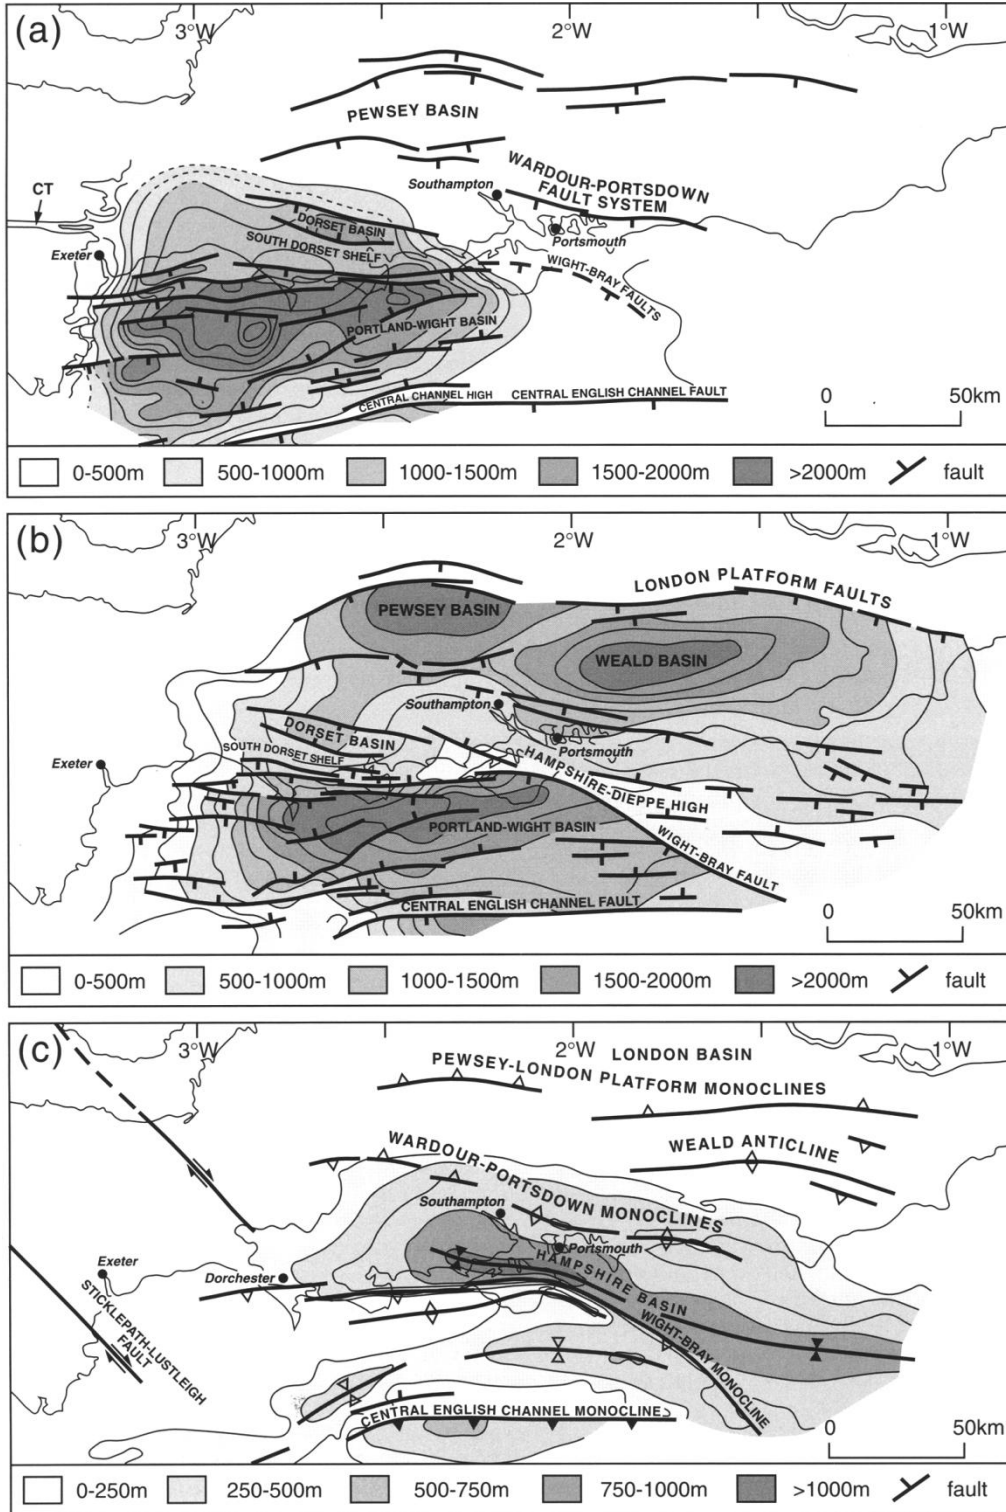 (a)
3°W
2°W
1°W
PEWSEY BASIN
WARDOUR-PORTSDOWN
FAULT SYSTEM
Southampton
CT
DORSET BASIN
Portsmouth
SOUTH DORSET SHELF
Exeter
WIGHT-BRAY FAULTS
PORTLAND-WIGHT BASIN
CENTRAL CHANNEL HIGH
CENTRAL ENGLISH CHANNEL FAULT
0
50km
0-500m
500-1000m
1000-1500m
1500-2000m
>2000m
fault
(b)
3°W
2°W
1°W
LONDON PLATFORM FAULTS
PEWSEY BASIN
WEALD BASIN
Southampton
DORSET BASIN
Portsmouth
SOUTH DORSET SHELF
Exeter
HAMPSHIRE-DIEPPE HIGH
PORTLAND-WIGHT BASIN
WIGHT-BRAY FAULT
CENTRAL ENGLISH CHANNEL FAULT
0
50km
0-500m
500-1000m
1000-1500m
1500-2000m
>2000m
fault
(c)
3°W
2°W
1°W
LONDON BASIN
PEWSEY-LONDON PLATFORM MONOCLINES
WEALD ANTICLINE
WARDOUR-PORTSDOWN MONOCLINES
Southampton
Portsmouth
Exeter
Dorchester
HAMPSHIRE BASIN
STICKLEPATH-LUSTLEIGH
FAULT
WIGHT-BRAY MONOCLINE
CENTRAL ENGLISH CHANNEL MONOCLINE
0
50km
0-250m
250-500m
500-750m
750-1000m
>1000m
fault